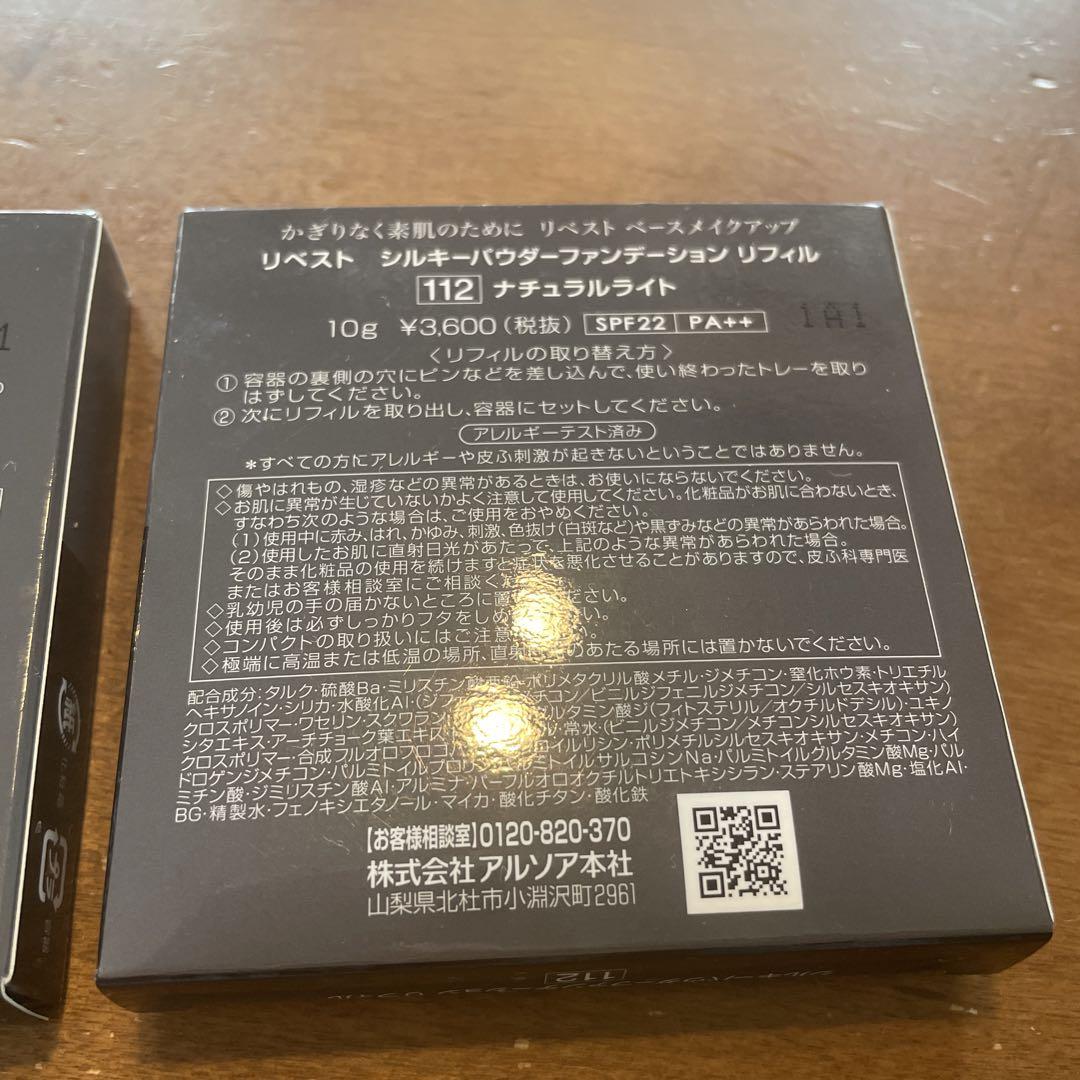 かぎりなく素肌のために リベスト ベースメイクアップ
リベスト シルキーパウダーファンデーション リフィル
112 ナチュラルライト
10g ¥3,600(税抜) SPF22 PA++
1A1
〈リフィルの取り替え方〉
① 容器の裏側の穴にピンなどを差し込んで、使い終わったトレーを取り
はずしてください。
② 次にリフィルを取り出し、容器にセットしてください。
アレルギーテスト済み
*すべての方にアレルギーや皮ふ刺激が起きないということではありません。
◇傷やはれもの、湿疹などの異常があるときは、お使いにならないでください。
◇お肌に異常が生じていないかよく注意して使用してください。化粧品がお肌に合わないとき、
すなわち次のような場合は、ご使用をおやめください。
(1)使用中に赤み、はれ、かゆみ、刺激、色抜け(白斑など)や黒ずみなどの異常があらわれた場合。
(2)使用したお肌に直射日光があたって、上記のような異常があらわれた場合。
そのまま化粧品の使用を続けますと症状を悪化させることがありますので、皮ふ科専門医
またはお客様相談室にご相談く
◇乳幼児の手の届かないところに置 ださい。
◇使用後は必ずしっかりフタをしめ い。
◇コンパクトの取り扱いにはご注意 い。
◇極端に高温または低温の場所、直射 のあたる場所には置かないでください。
配合成分:タルク・硫酸Ba・ミリスチン酸亜鉛・ポリメタクリル酸メチル・ジメチコン・窒化ホウ素・トリエチル
ヘキサノイン・シリカ・水酸化Al・(ジ チコン/ビニルジフェニルジメチコン/シルセスキオキサン)
クロスポリマー・ワセリン・スクワラン ルタミン酸ジ(フィトステリル/オクチルドデシル)・ユキノ
シタエキス・アーチチョーク葉エキス ・常水・(ビニルジメチコン/メチコンシルセスキオキサン)
クロスポリマー・合成フルオロフロゴ ロイルリシン・ポリメチルシルセスキオキサン・メチコン・ハイ
ドロゲンジメチコン・パルミトイルプロ トイルサルコシンNa・パルミトイルグルタミン酸Mg・パル
ミチン酸・ジミリスチン酸Al・アルミナ・パーフルオロオクチルトリエトキシシラン・ステアリン酸Mg・塩化Al・
BG・精製水・フェノキシエタノール・マイカ・酸化チタン・酸化鉄
【お客様相談室】0120-820-370
株式会社アルソア本社
山梨県北杜市小淵沢町2961
112
シルキーパウダーファンデーション リフィル